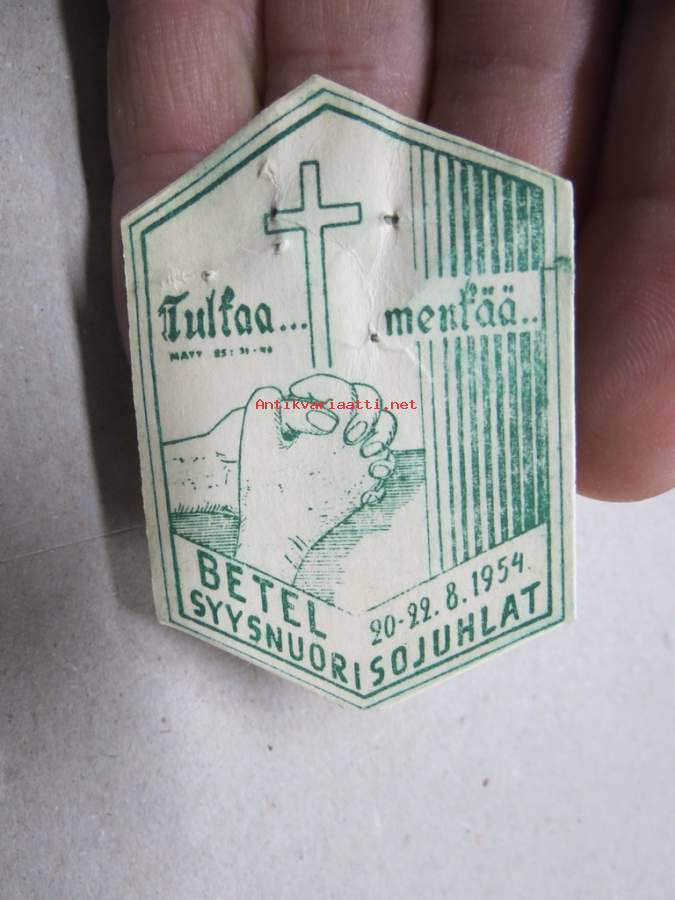 Tulkaa... menkää..
MATT 25:31-46
Antikvariaatti.net
BETEL 20-22.8.1954.
SYYSNUORISOJUHLAT